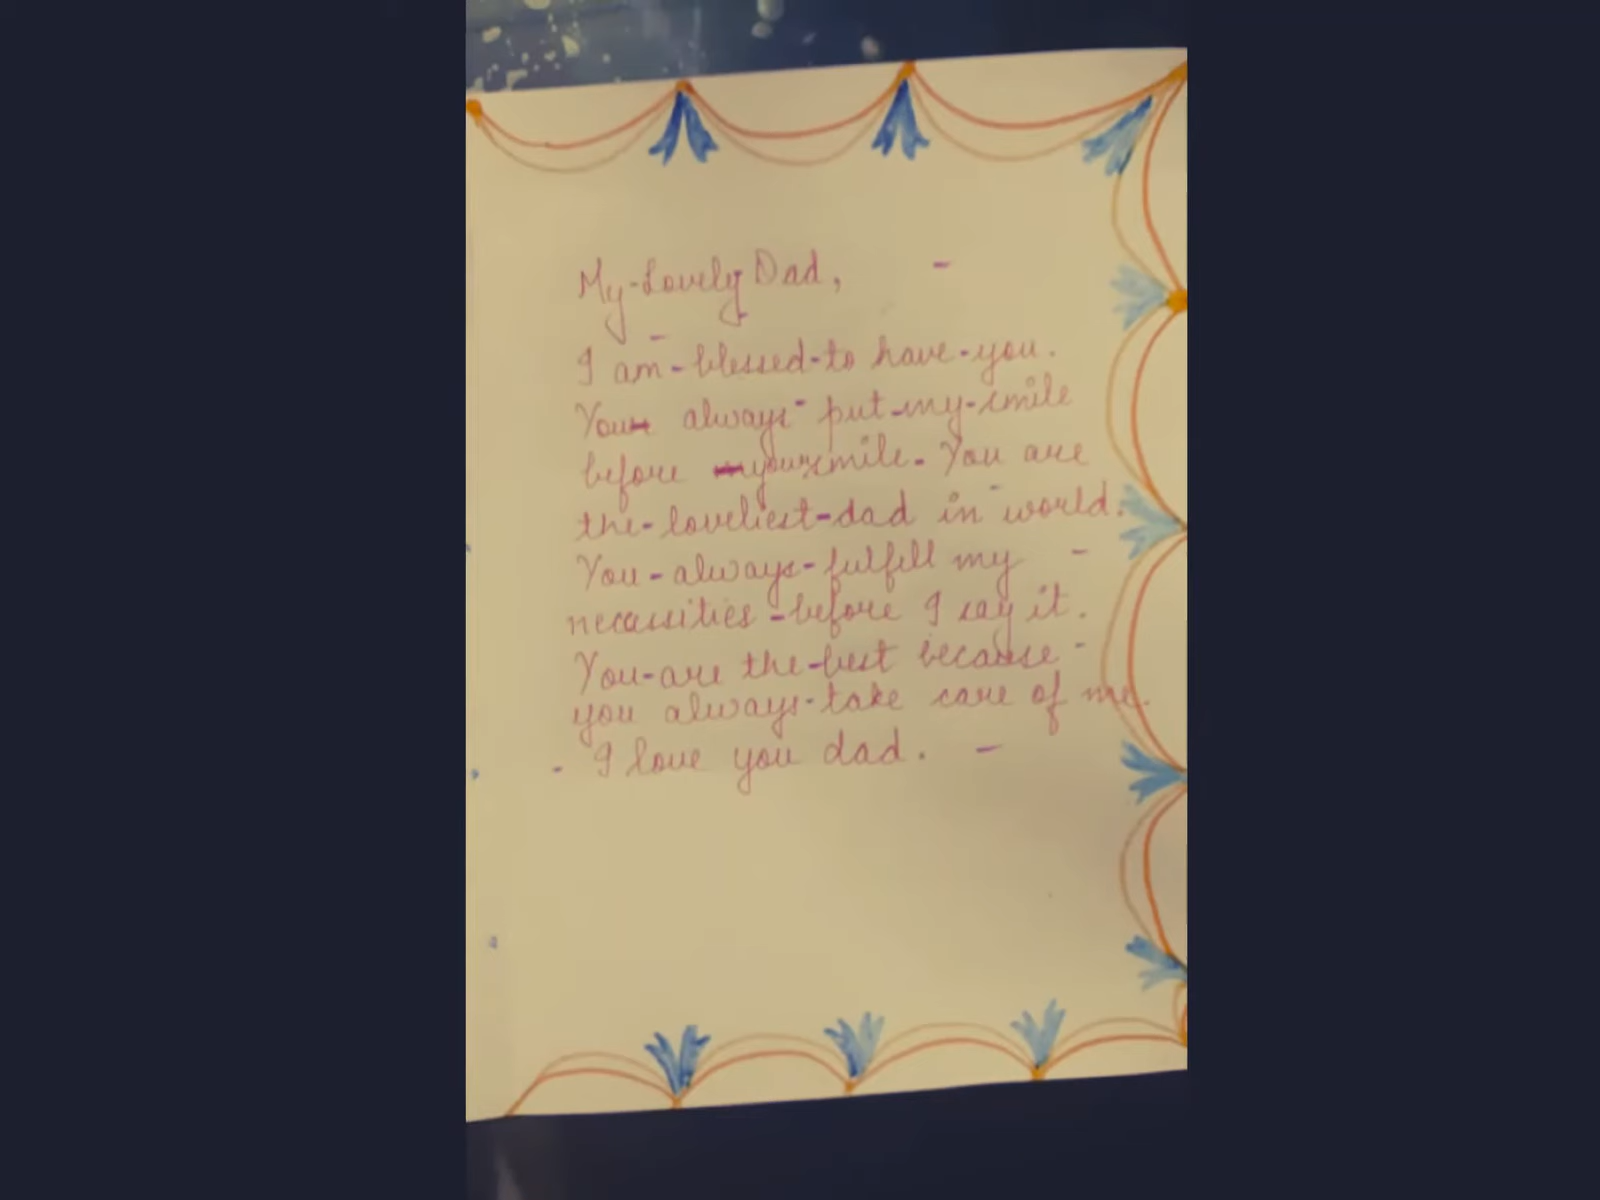 My-Lovely Dad, -
I am-blessed-to have-you.
You always- put-my-smile
before your smile. You are
the-loveliest-dad in world.
You-always-fulfill my -
necassities-before I say it.
You-are the-best because -
you always-take care of me.
- I love you dad. -